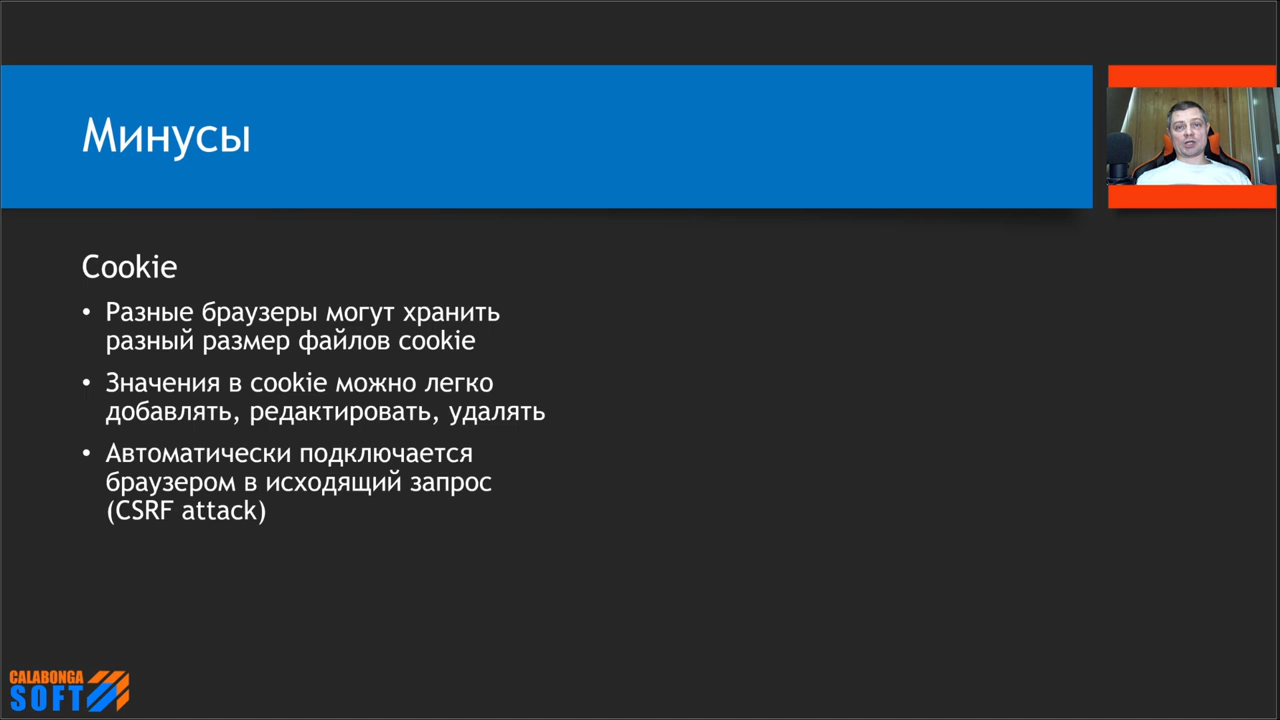 Минусы
Cookie
• Разные браузеры могут хранить
разный размер файлов cookie
• Значения в cookie можно легко
добавлять, редактировать, удалять
• Автоматически подключается
браузером в исходящий запрос
(CSRF attack)
CALABONGA
SOFT